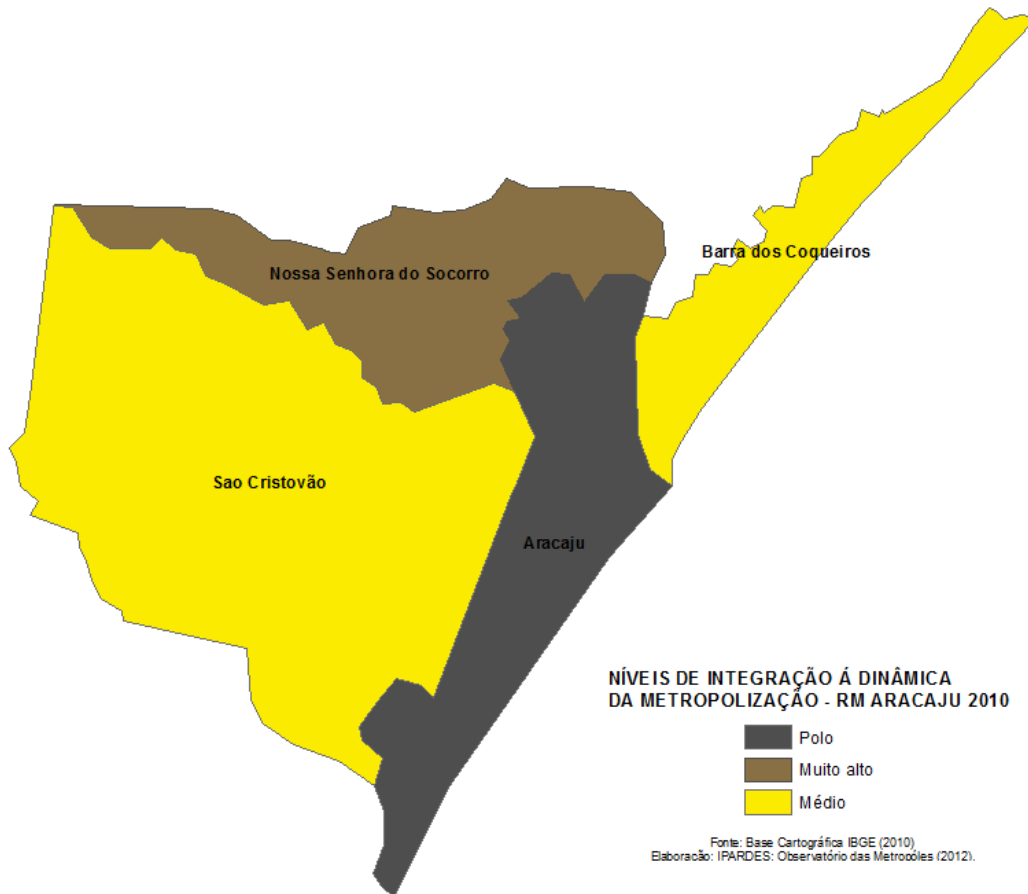 Barra dos Coqueiros
Nossa Senhora do Socorro
Sao Cristovão
Aracaju
NÍVEIS DE INTEGRAÇÃO Á DINÂMICA
DA METROPOLIZAÇÃO - RM ARACAJU 2010
Polo
Muito alto
Médio
Fonte: Base Cartográfica IBGE (2010)
Elaboracão: IPARDES: Observatório das Metropóles (2012).